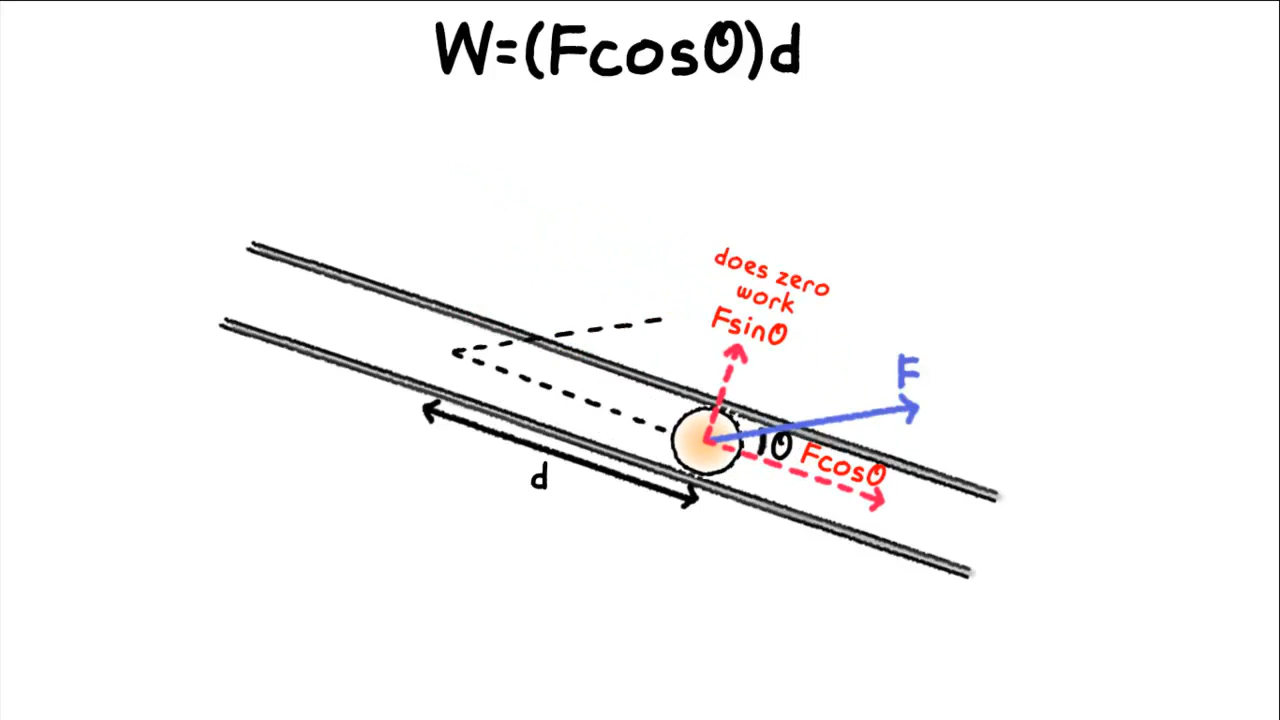 W=(Fcosθ)d
does zero
work
Fsinθ
F
θ
Fcosθ
d